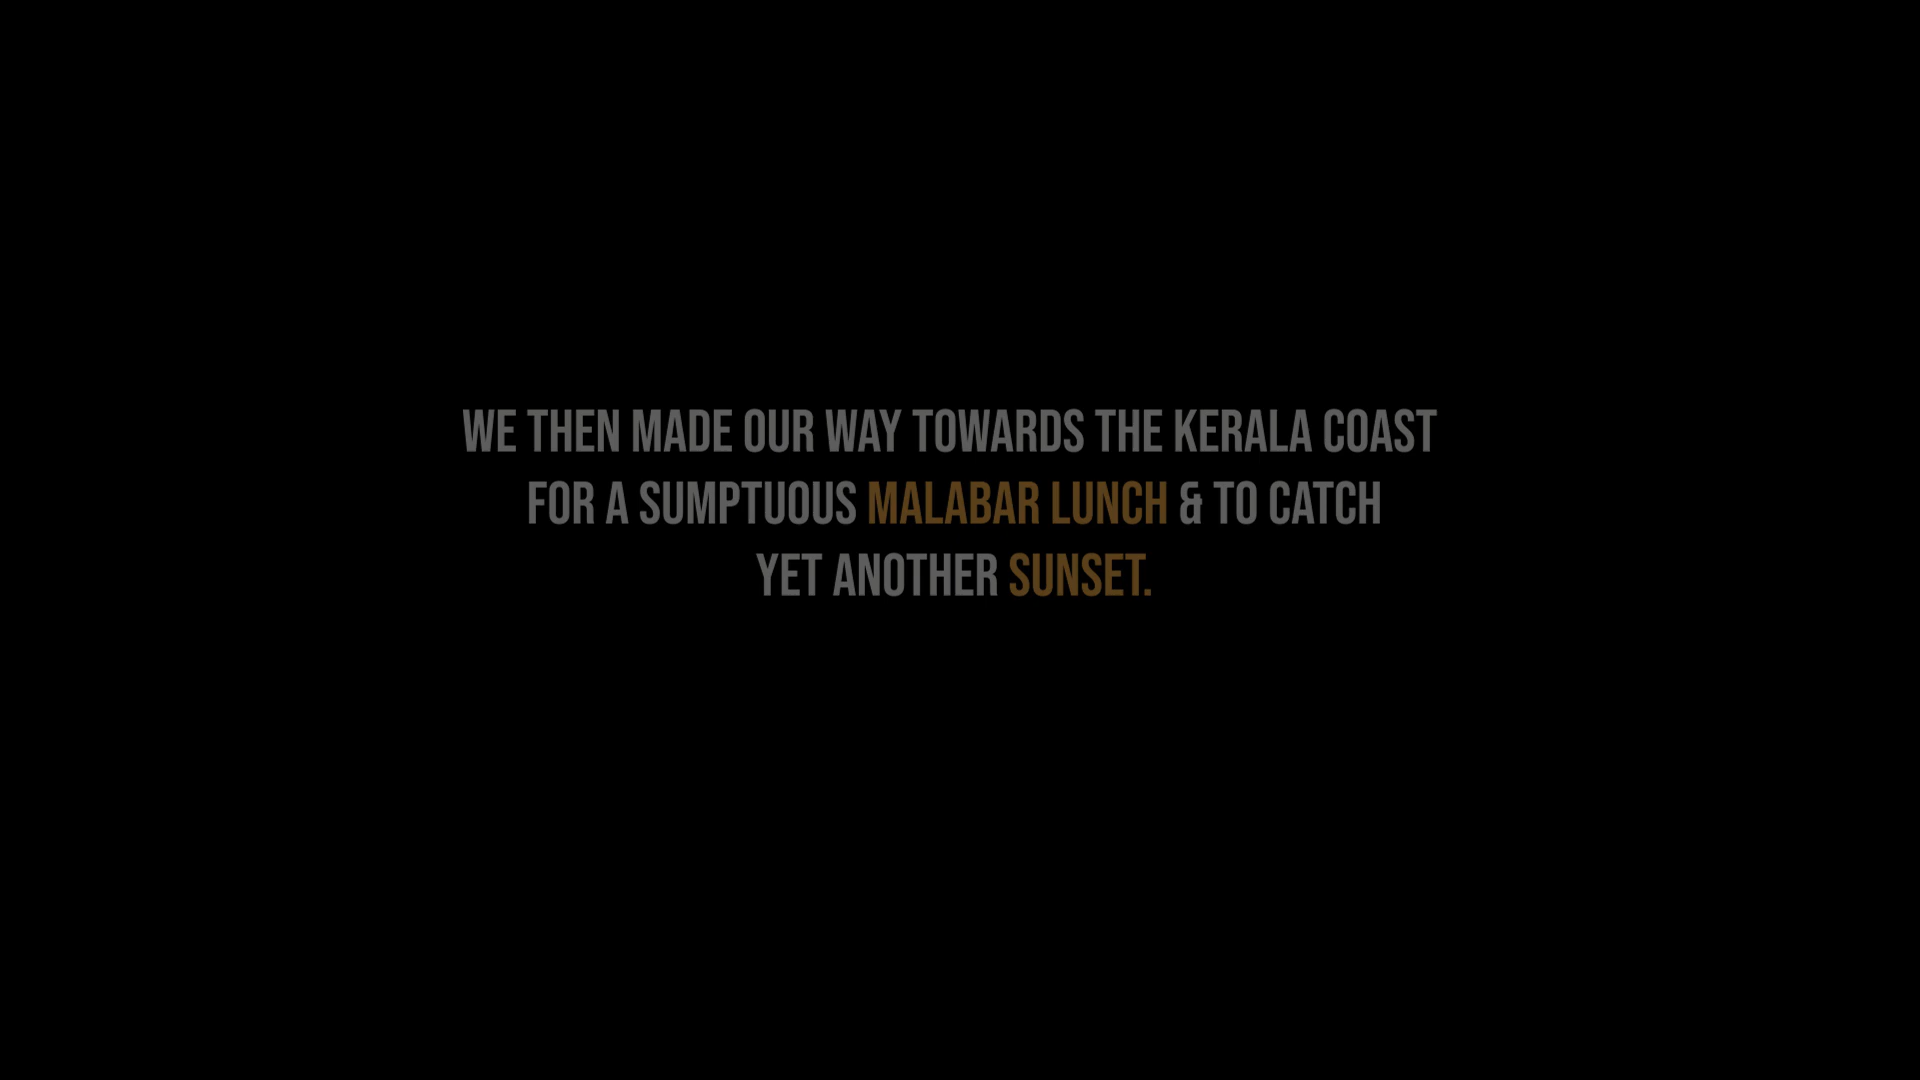 WE THEN MADE OUR WAY TOWARDS THE KERALA COAST
FOR A SUMPTUOUS MALABAR LUNCH & TO CATCH
YET ANOTHER SUNSET.